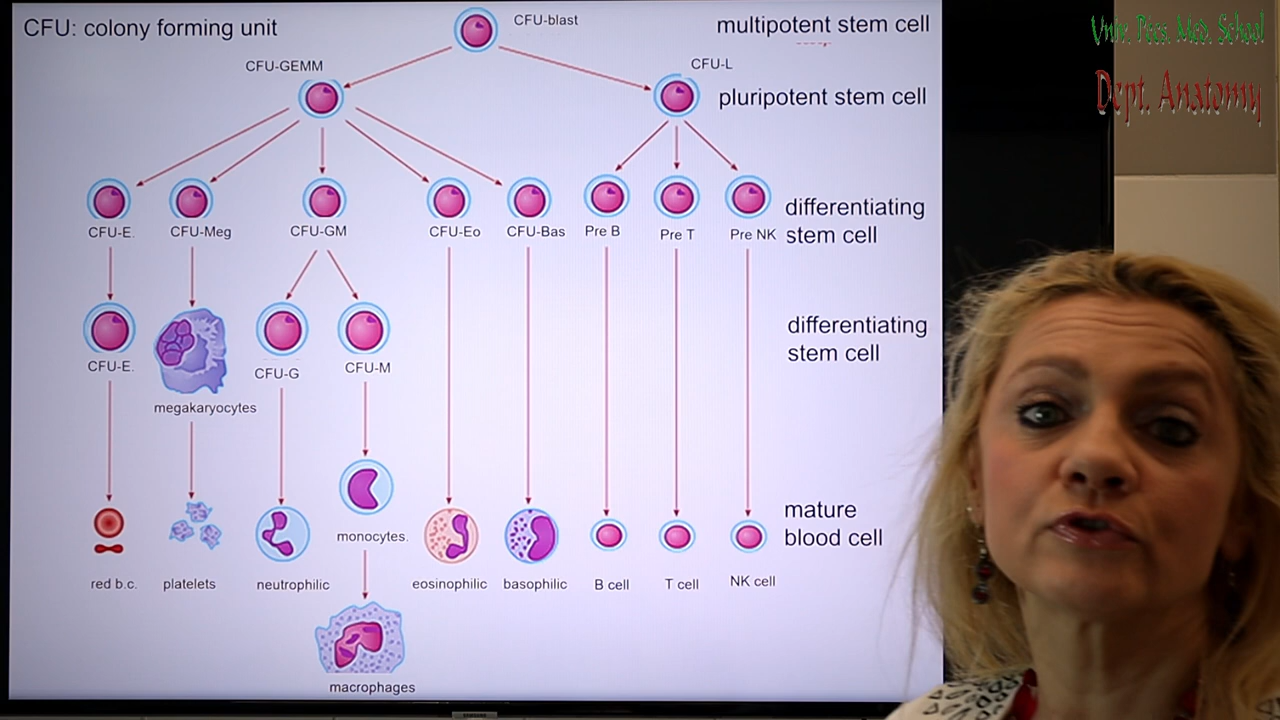 CFU: colony forming unit
CFU-blast
multipotent stem cell
Univ. Pécs. Med. School
Dept. Anatomy
CFU-GEMM
CFU-L
pluripotent stem cell
CFU-E.
CFU-Meg
CFU-GM
CFU-Eo
CFU-Bas
Pre B
Pre T
Pre NK
differentiating
stem cell
differentiating
stem cell
CFU-E.
CFU-G
CFU-M
megakaryocytes
mature
blood cell
monocytes.
red b.c.
platelets
neutrophilic
eosinophilic
basophilic
B cell
T cell
NK cell
macrophages